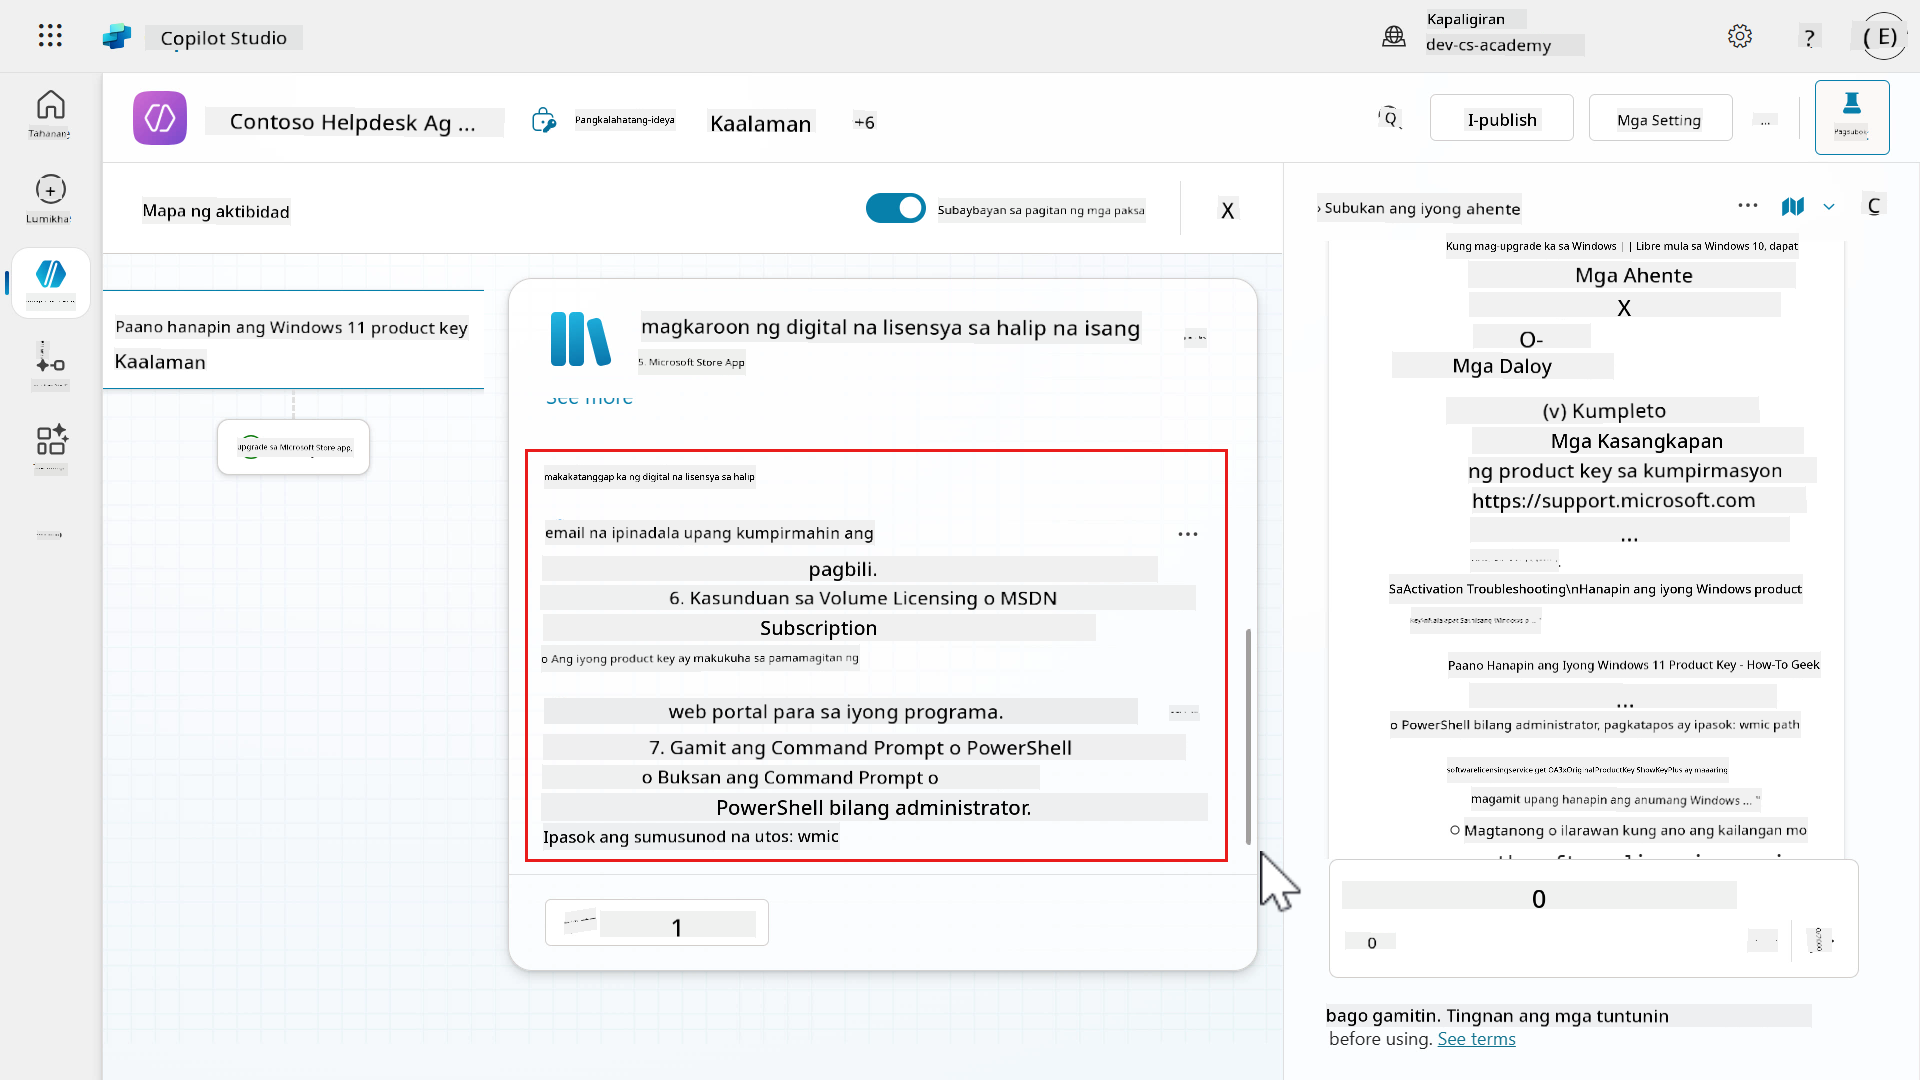 Copilot Studio
Kapaligiran
dev-cs-academy
?
( E)
Tahanang
Contoso Helpdesk Ag ...
Pangkalahatang-ideya
Kaalaman
+6
Q
I-publish
Mga Setting
...
Lumikha
Mapa ng aktibidad
Subaybayan sa pagitan ng mga paksa
X
› Subukan ang iyong ahente
...
C
Paano hanapin ang Windows 11 product key
Kaalaman
upgrade sa Microsoft Store app,
magkaroon ng digital na lisensya sa halip na isang
5. Microsoft Store App
See more
makakatanggap ka ng digital na lisensya sa halip
email na ipinadala upang kumpirmahin ang
...
pagbili.
6. Kasunduan sa Volume Licensing o MSDN
Subscription
o Ang iyong product key ay makukuha sa pamamagitan ng
web portal para sa iyong programa.
7. Gamit ang Command Prompt o PowerShell
o Buksan ang Command Prompt o
PowerShell bilang administrator.
Ipasok ang sumusunod na utos: wmic
1
Kung mag-upgrade ka sa Windows | | Libre mula sa Windows 10, dapat
Mga Ahente
X
O-
Mga Daloy
(v) Kumpleto
Mga Kasangkapan
ng product key sa kumpirmasyon
https://support.microsoft.com
...
SaActivation Troubleshooting\nHanapin ang iyong Windows product
Paano Hanapin ang Iyong Windows 11 Product Key - How-To Geek
...
o PowerShell bilang administrator, pagkatapos ay ipasok: wmic path
softwarelicensingservice get OA3xOriginalProductKey ShowKeyPlus ay maaaring
magamit upang hanapin ang anumang Windows ... "
O Magtanong o ilarawan kung ano ang kailangan mo
0
0
bago gamitin. Tingnan ang mga tuntunin
before using. See terms